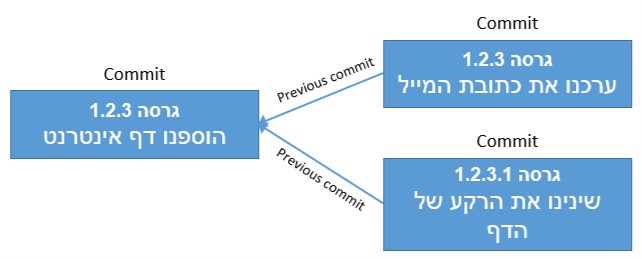 Commit
גרסה 1.2.3
ערכנו את כתובת המייל
Previous commit
Commit
גרסה 1.2.3
הוספנו דף אינטרנט
Previous commit
Commit
גרסה 1.2.3.1
שינינו את הרקע של
הדף